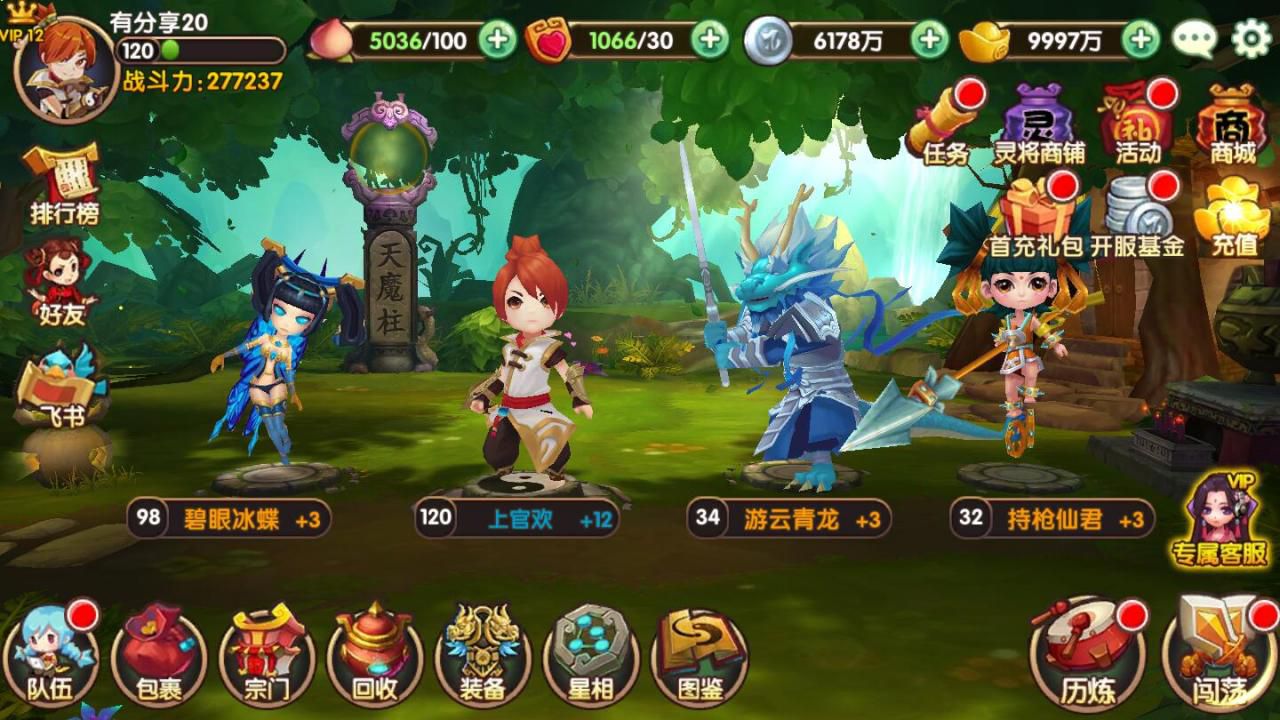 有分享20
VIP 12
120
战斗力:277237
5036/100
1066/30
6178万
9997万
任务
灵
灵将商铺
礼
活动
商
商城
排行榜
首充礼包
开服基金
充值
好友
天魔柱
飞书
98 碧眼冰蝶 +3
120 上官欢 +12
34 游云青龙 +3
32 持枪仙君 +3
VIP
专属客服
队伍
包裹
宗门
回收
装备
星相
图鉴
历炼
闯荡